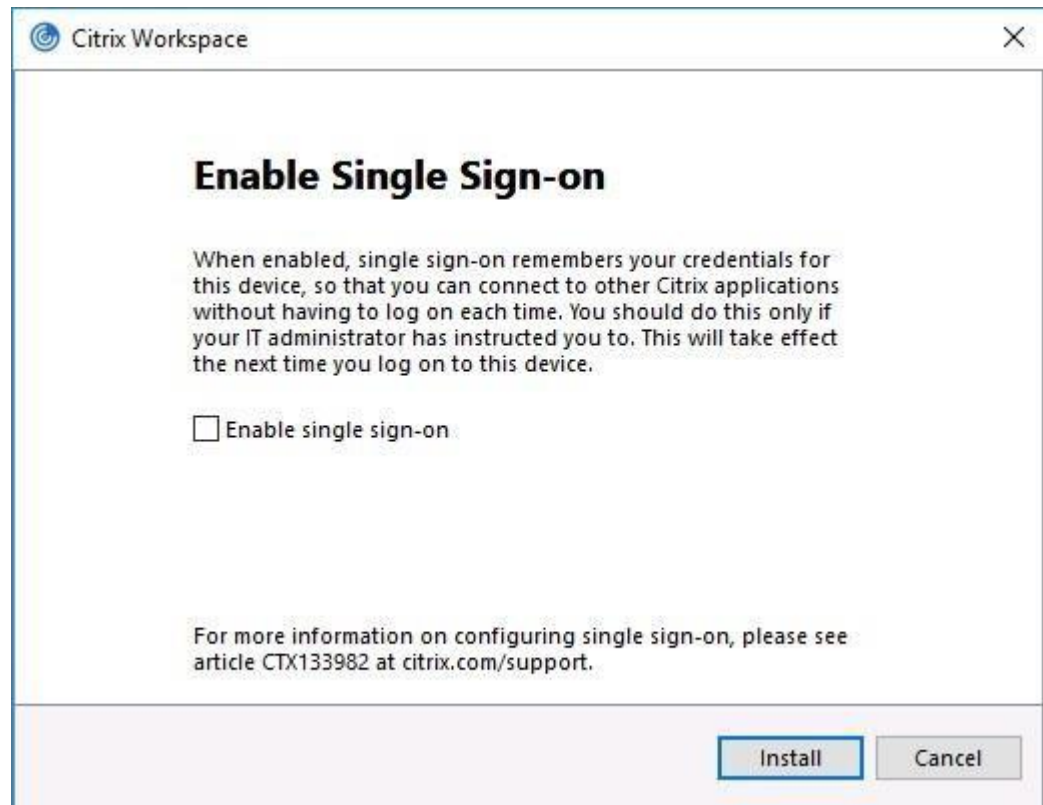 Citrix Workspace
Enable Single Sign-on
When enabled, single sign-on remembers your credentials for
this device, so that you can connect to other Citrix applications
without having to log on each time. You should do this only if
your IT administrator has instructed you to. This will take effect
the next time you log on to this device.
Enable single sign-on
For more information on configuring single sign-on, please see
article CTX133982 at citrix.com/support.
Install Cancel